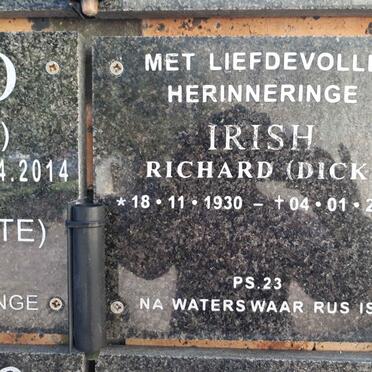 )
.2014
TE)
NGE
MET LIEFDEVOLLE
HERINNERINGE
IRISH
RICHARD (DICK
* 18 · 11 · 1930 – † 04 · 01 · 2
PS.23
NA WATERS WAAR RUS IS